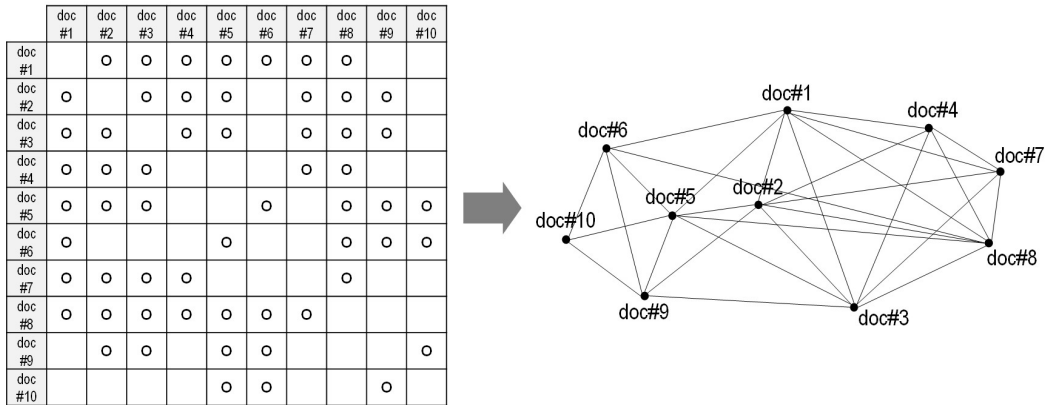 doc doc doc doc doc doc doc doc doc doc
#1 #2 #3 #4 #5 #6 #7 #8 #9 #10
doc
#1 O O O O O O O
doc
#2 O O O O O O O
doc
#3 O O O O O O O
doc
#4 O O O O O
doc
#5 O O O O O O O
doc
#6 O O O O O
doc
#7 O O O O O
doc
#8 O O O O O O O
doc
#9 O O O O O
doc
#10 O O O
doc#1
doc#4
doc#6
doc#7
doc#5
doc#2
doc#10
doc#8
doc#9
doc#3